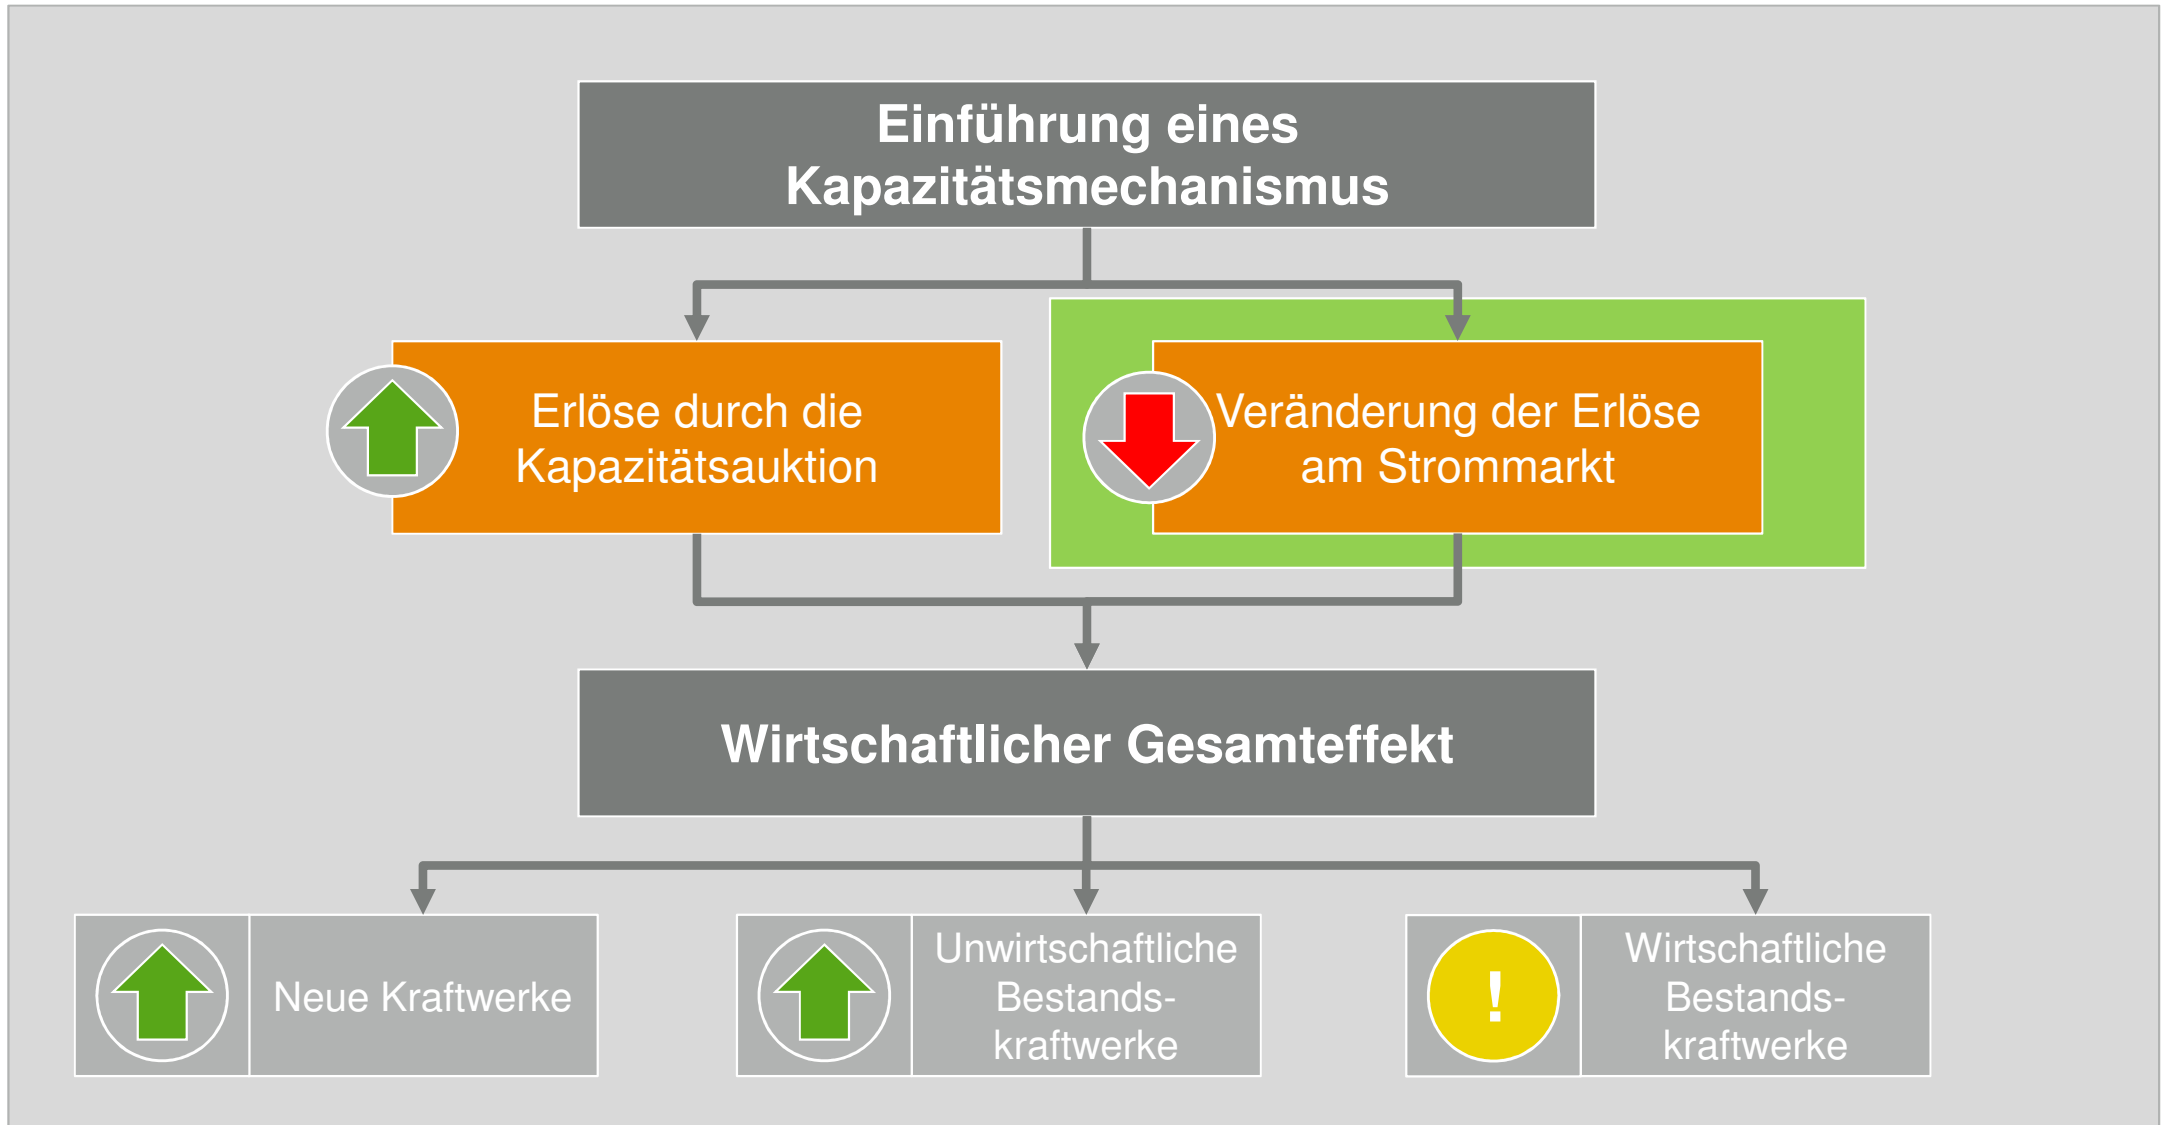 Einführung eines
Kapazitätsmechanismus
Erlöse durch die
Kapazitätsauktion
Veränderung der Erlöse
am Strommarkt
Wirtschaftlicher Gesamteffekt
Neue Kraftwerke
Unwirtschaftliche
Bestands-
kraftwerke
!
Wirtschaftliche
Bestands-
kraftwerke